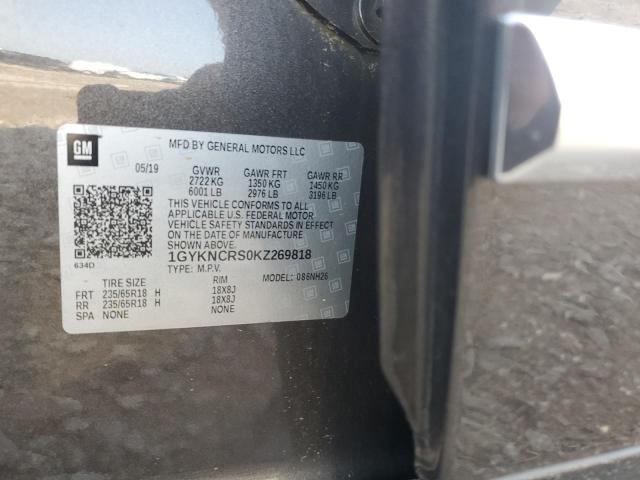 GM
MFD BY GENERAL MOTORS LLC
05/19 GVWR GAWR FRT GAWR RR
2722 KG 1350 KG 1450 KG
6001 LB 2976 LB 3196 LB
THIS VEHICLE CONFORMS TO ALL
APPLICABLE U.S. FEDERAL MOTOR
VEHICLE SAFETY STANDARDS IN EFFECT
ON THE DATE OF MANUFACTURE
SHOWN ABOVE.
1GYKNCRS0KZ269818
634D TYPE: M.P.V. MODEL: 086NH26
TIRE SIZE RIM
FRT 235/65R18 H 18X8J
RR 235/65R18 H 18X8J
SPA NONE NONE